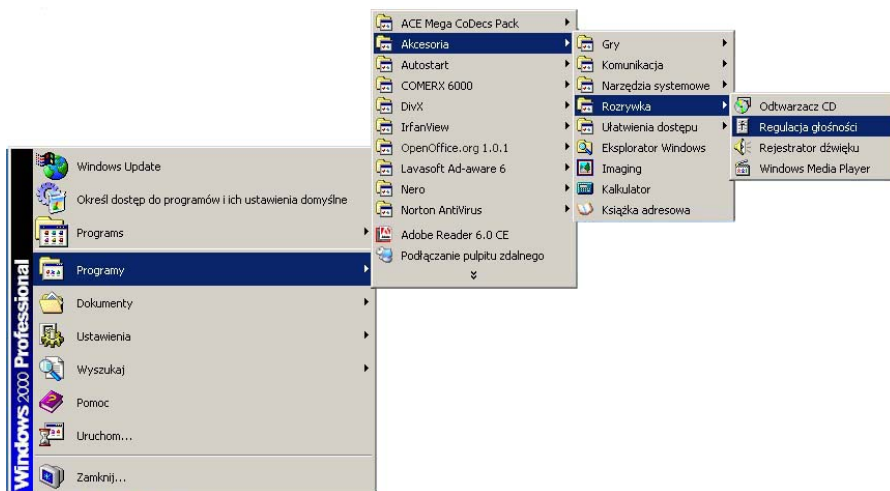 ACE Mega CoDecs Pack
Akcesoria
Autostart
COMERX 6000
DivX
IrfanView
OpenOffice.org 1.0.1
Lavasoft Ad-aware 6
Nero
Norton AntiVirus
Adobe Reader 6.0 CE
Podłączanie pulpitu zdalnego
Gry
Komunikacja
Narzędzia systemowe
Rozrywka
Ułatwienia dostępu
Eksplorator Windows
Imaging
Kalkulator
Książka adresowa
Odtwarzacz CD
Regulacja głośności
Rejestrator dźwięku
Windows Media Player
Windows Update
Określ dostęp do programów i ich ustawienia domyślne
Programs
Programy
Dokumenty
Ustawienia
Wyszukaj
Pomoc
Uruchom...
Zamknij...
Windows 2000 Professional